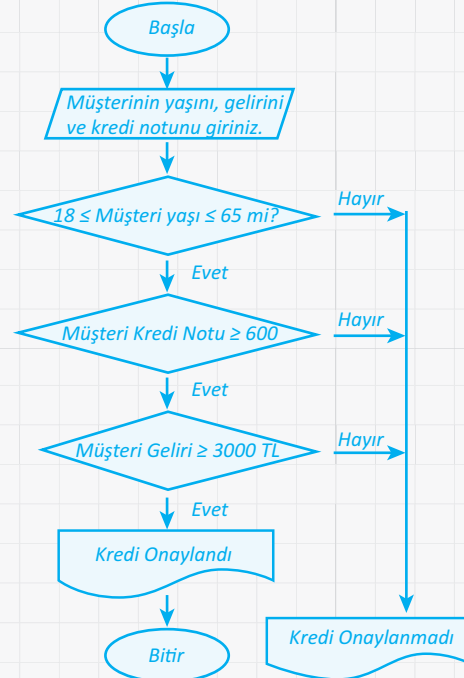 Başla
Müşterinin yaşını, gelirini
ve kredi notunu giriniz.
18 ≤ Müşteri yaşı ≤ 65 mi?
Hayır
Evet
Müşteri Kredi Notu ≥ 600
Hayır
Evet
Müşteri Geliri ≥ 3000 TL
Hayır
Evet
Kredi Onaylandı
Kredi Onaylanmadı
Bitir